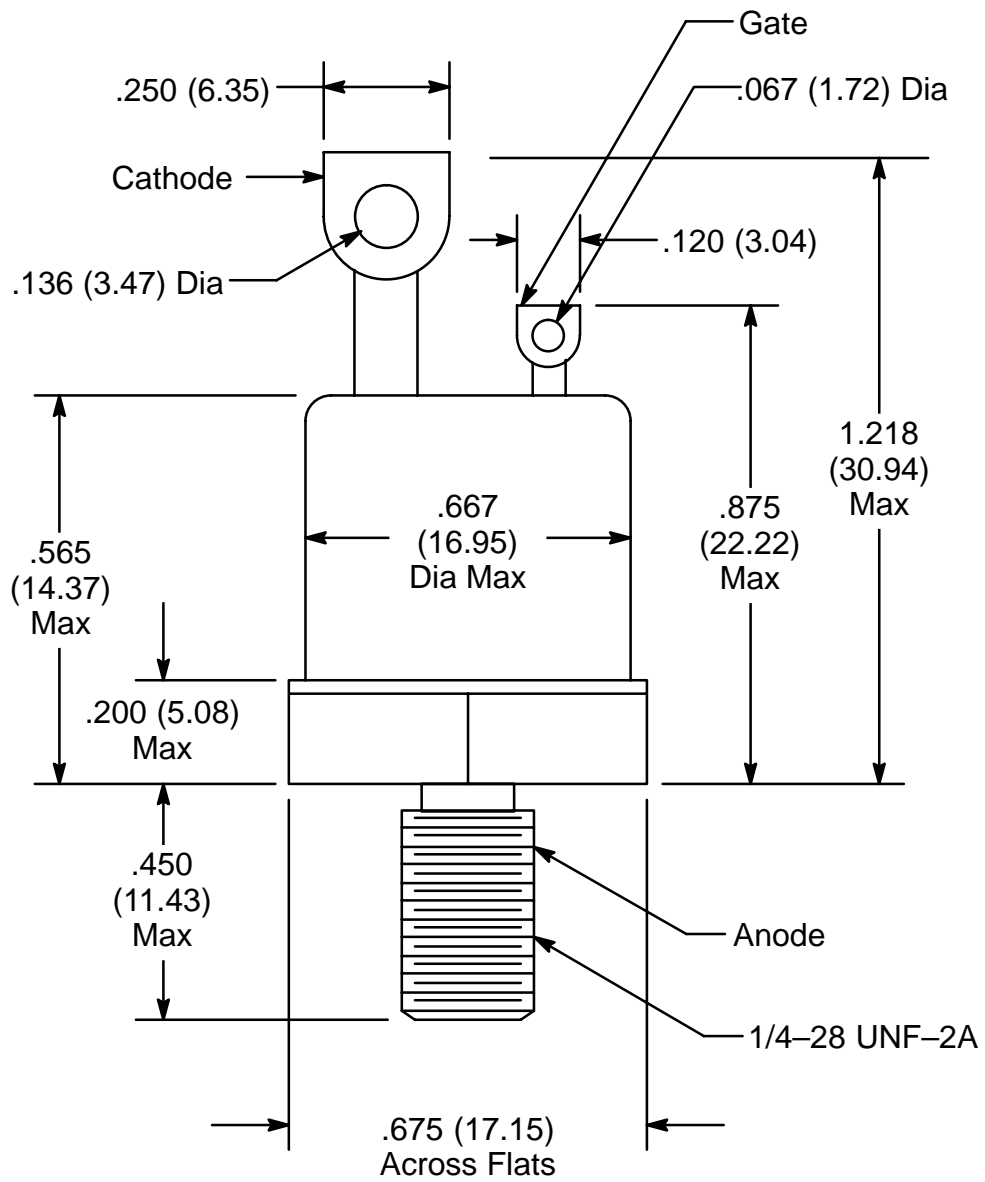 Gate
.250 (6.35)
.067 (1.72) Dia
Cathode
.120 (3.04)
.136 (3.47) Dia
1.218
(30.94)
Max
.667
(16.95)
Dia Max
.875
(22.22)
Max
.565
(14.37)
Max
.200 (5.08)
Max
.450
(11.43)
Max
Anode
1/4–28 UNF–2A
.675 (17.15)
Across Flats